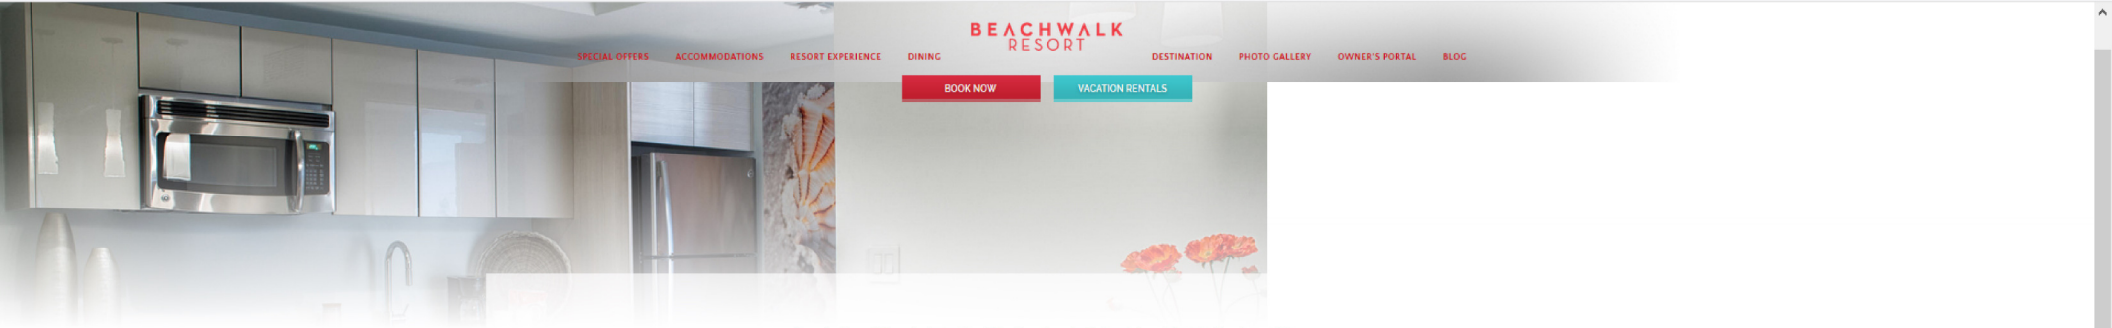 BEACHWALK
RESORT
SPECIAL OFFERS ACCOMMODATIONS RESORT EXPERIENCE DINING DESTINATION PHOTO GALLERY OWNER'S PORTAL BLOG
BOOK NOW VACATION RENTALS